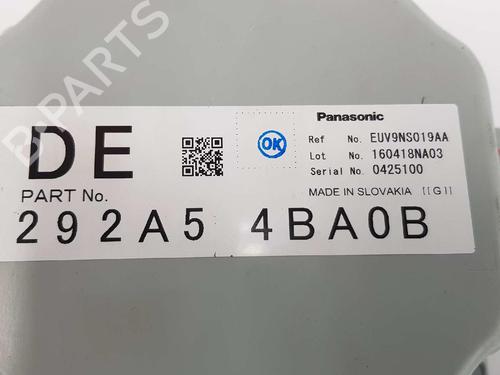 DE
PART No.
292A5 4BA0B
OK
Panasonic
Ref No. EUV9NS019AA
Lot No. 160418NA03
Serial No. 0425100
MADE IN SLOVAKIA [[G]]
B-PARTS